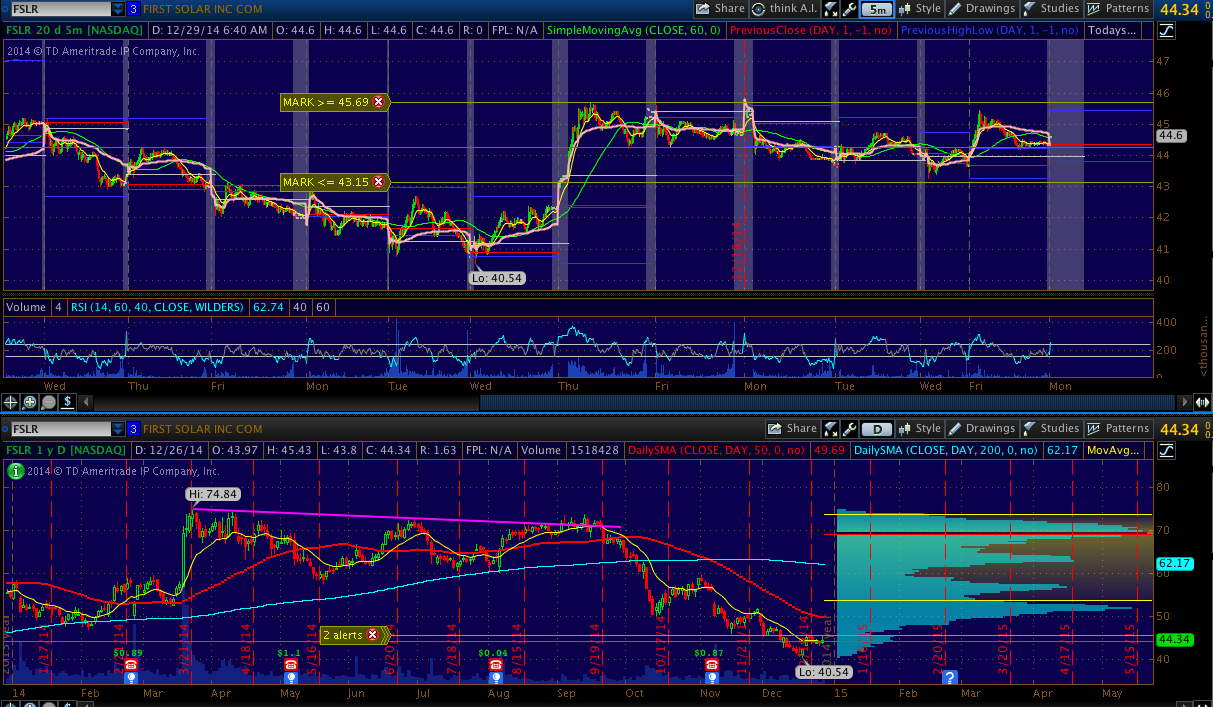 FSLR 3 FIRST SOLAR INC COM Share think A.I. 5m Style Drawings Studies Patterns 44.34
FSLR 20 d 5m [NASDAQ] D: 12/29/14 6:40 AM O: 44.6 H: 44.6 L: 44.6 C: 44.6 R: 0 FPL: N/A SimpleMovingAvg (CLOSE, 60, 0) PreviousClose (DAY, 1, -1, no) PreviousHighLow (DAY, 1, -1, no) Todays...
2014 © TD Ameritrade IP Company, Inc.
47
46
MARK >= 45.69
45
44.6
44
MARK <= 43.15
43
42
12/19/14
41
Lo: 40.54
40
Volume 4 RSI (14, 60, 40, CLOSE, WILDERS) 62.74 40 60
400
200
0
<thousan...
Wed Thu Fri Mon Tue Wed Thu Fri Mon Tue Wed Fri Mon
$
FSLR 3 FIRST SOLAR INC COM Share D Style Drawings Studies Patterns 44.34
FSLR 1 y D [NASDAQ] D: 12/26/14 O: 43.97 H: 45.43 L: 43.8 C: 44.34 R: 1.63 FPL: N/A Volume 1518428 DailySMA (CLOSE, DAY, 50, 0, no) 49.69 DailySMA (CLOSE, DAY, 200, 0, no) 62.17 MovAvg...
2014 © TD Ameritrade IP Company, Inc.
Hi: 74.84
80
70
62.17
60
50
2 alerts
44.34
40
1/17/14 3/21/14 4/18/14 5/16/14 7/18/14 8/15/14 9/19/14 10/17/14 11/21/14 2/20/15 3/20/15 4/17/15 5/15/15
$0.89 $1.1 $0.04 $0.87
Lo: 40.54
?
14 Feb Mar Apr May Jun Jul Aug Sep Oct Nov Dec 15 Feb Mar Apr May